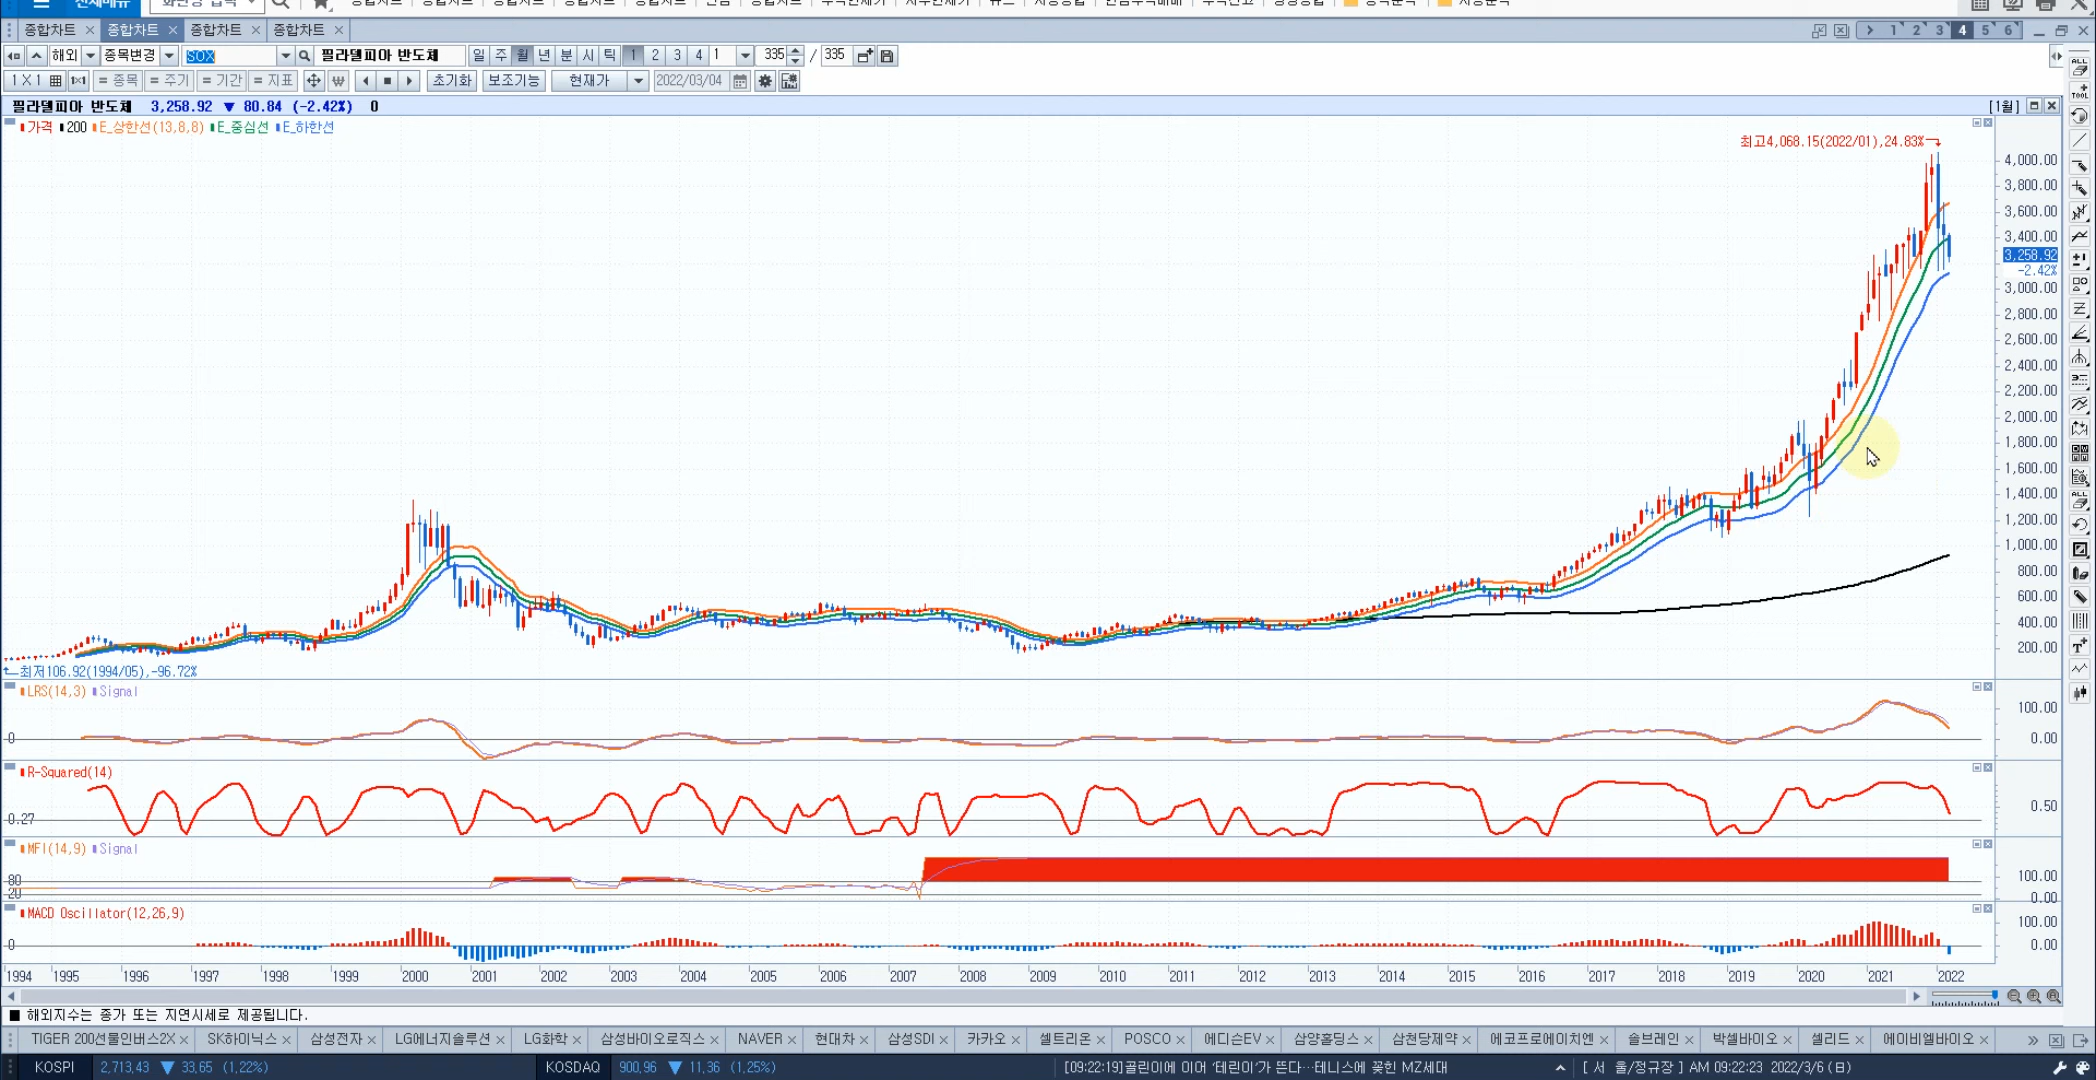 전체메뉴
종합차트 × 종합차트 × 종합차트 × 종합차트 ×
1 2 3 4 5 6
해외 종목변경 SOX 필라델피아 반도체 일 주 월 년 분 시 틱 1 2 3 4 1 335 / 335
1 X 1 1x1 = 종목 = 주기 = 기간 = 지표 ₩ 초기화 보조기능 현재가 2022/03/04
필라델피아 반도체 3,258.92 ▼ 80.84 (-2.42%) 0 [1월]
가격 200 E_상한선(13,8,8) E_중심선 E_하한선
최고4,068.15(2022/01),24.83%
4,000.00
3,800.00
3,600.00
3,400.00
3,258.92
-2.42%
3,000.00
2,800.00
2,600.00
2,400.00
2,200.00
2,000.00
1,800.00
1,600.00
1,400.00
1,200.00
1,000.00
800.00
600.00
400.00
200.00
최저106.92(1994/05),-96.72%
LRS(14,3) Signal
100.00
0 0.00
R-Squared(14)
0.50
0.27
MFI(14,9) Signal
80 100.00
20 0.00
MACD Oscillator(12,26,9)
100.00
0 0.00
1994 1995 1996 1997 1998 1999 2000 2001 2002 2003 2004 2005 2006 2007 2008 2009 2010 2011 2012 2013 2014 2015 2016 2017 2018 2019 2020 2021 2022
■ 해외지수는 종가 또는 지연시세로 제공됩니다.
TIGER 200선물인버스2X × SK하이닉스 × 삼성전자 × LG에너지솔루션 × LG화학 × 삼성바이오로직스 × NAVER × 현대차 × 삼성SDI × 카카오 × 셀트리온 × POSCO × 에디슨EV × 삼양홀딩스 × 삼천당제약 × 에코프로에이치엔 × 솔브레인 × 박셀바이오 × 셀리드 × 에이비엘바이오 ×
KOSPI 2,713.43 ▼ 33.65 (1.22%) KOSDAQ 900.96 ▼ 11.36 (1.25%) [09:22:19]골린이에 이어 '테린이'가 뜬다…테니스에 꽂힌 MZ세대 [ 서 울/정규장 ] AM 09:22:23 2022/3/6 (日)